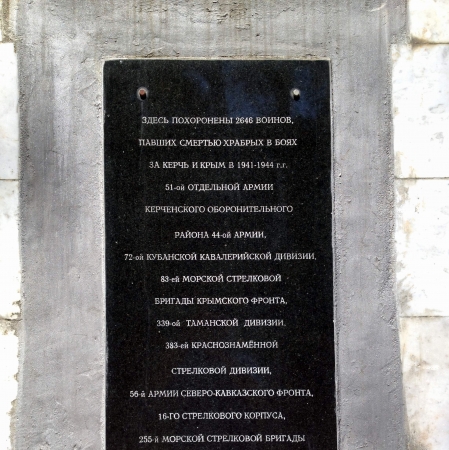 ЗДЕСЬ ПОХОРОНЕНЫ 2646 ВОИНОВ,
ПАВШИХ СМЕРТЬЮ ХРАБРЫХ В БОЯХ
ЗА КЕРЧЬ И КРЫМ В 1941-1944 г.г.
51-ой ОТДЕЛЬНОЙ АРМИИ
КЕРЧЕНСКОГО ОБОРОНИТЕЛЬНОГО
РАЙОНА 44-ой АРМИИ,
72-ой КУБАНСКОЙ КАВАЛЕРИЙСКОЙ ДИВИЗИИ,
83-ей МОРСКОЙ СТРЕЛКОВОЙ
БРИГАДЫ КРЫМСКОГО ФРОНТА,
339-ой ТАМАНСКОЙ ДИВИЗИИ,
383-ей КРАСНОЗНАМЁННОЙ
СТРЕЛКОВОЙ ДИВИЗИИ,
56-й АРМИИ СЕВЕРО-КАВКАЗСКОГО ФРОНТА,
16-ГО СТРЕЛКОВОГО КОРПУСА,
255-й МОРСКОЙ СТРЕЛКОВОЙ БРИГАДЫ